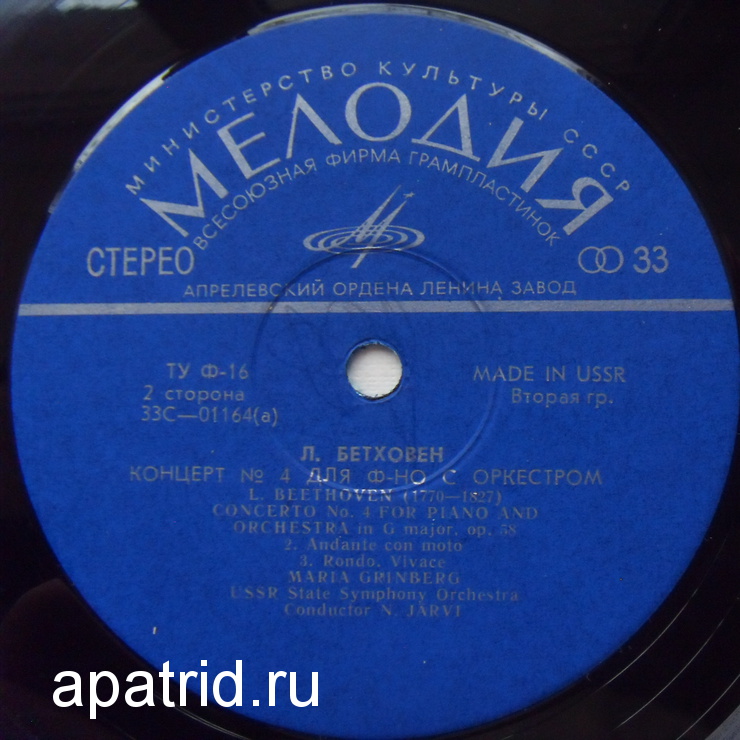 МИНИСТЕРСТВО КУЛЬТУРЫ СССР
МЕЛОДИЯ
ВСЕСОЮЗНАЯ ФИРМА ГРАМПЛАСТИНОК
СТЕРЕО
33
АПРЕЛЕВСКИЙ ОРДЕНА ЛЕНИНА ЗАВОД
ТУ Ф-16
MADE IN USSR
2 сторона
Вторая гр.
33С—01164(а)
Л. БЕТХОВЕН
КОНЦЕРТ № 4 ДЛЯ Ф-НО С ОРКЕСТРОМ
L. BEETHOVEN (1770—1827)
CONCERTO No. 4 FOR PIANO AND
ORCHESTRA in G major, op. 58
2. Andante con moto
3. Rondo. Vivace
MARIA GRINBERG
USSR State Symphony Orchestra
Conductor N. JÄRVI
apatrid.ru